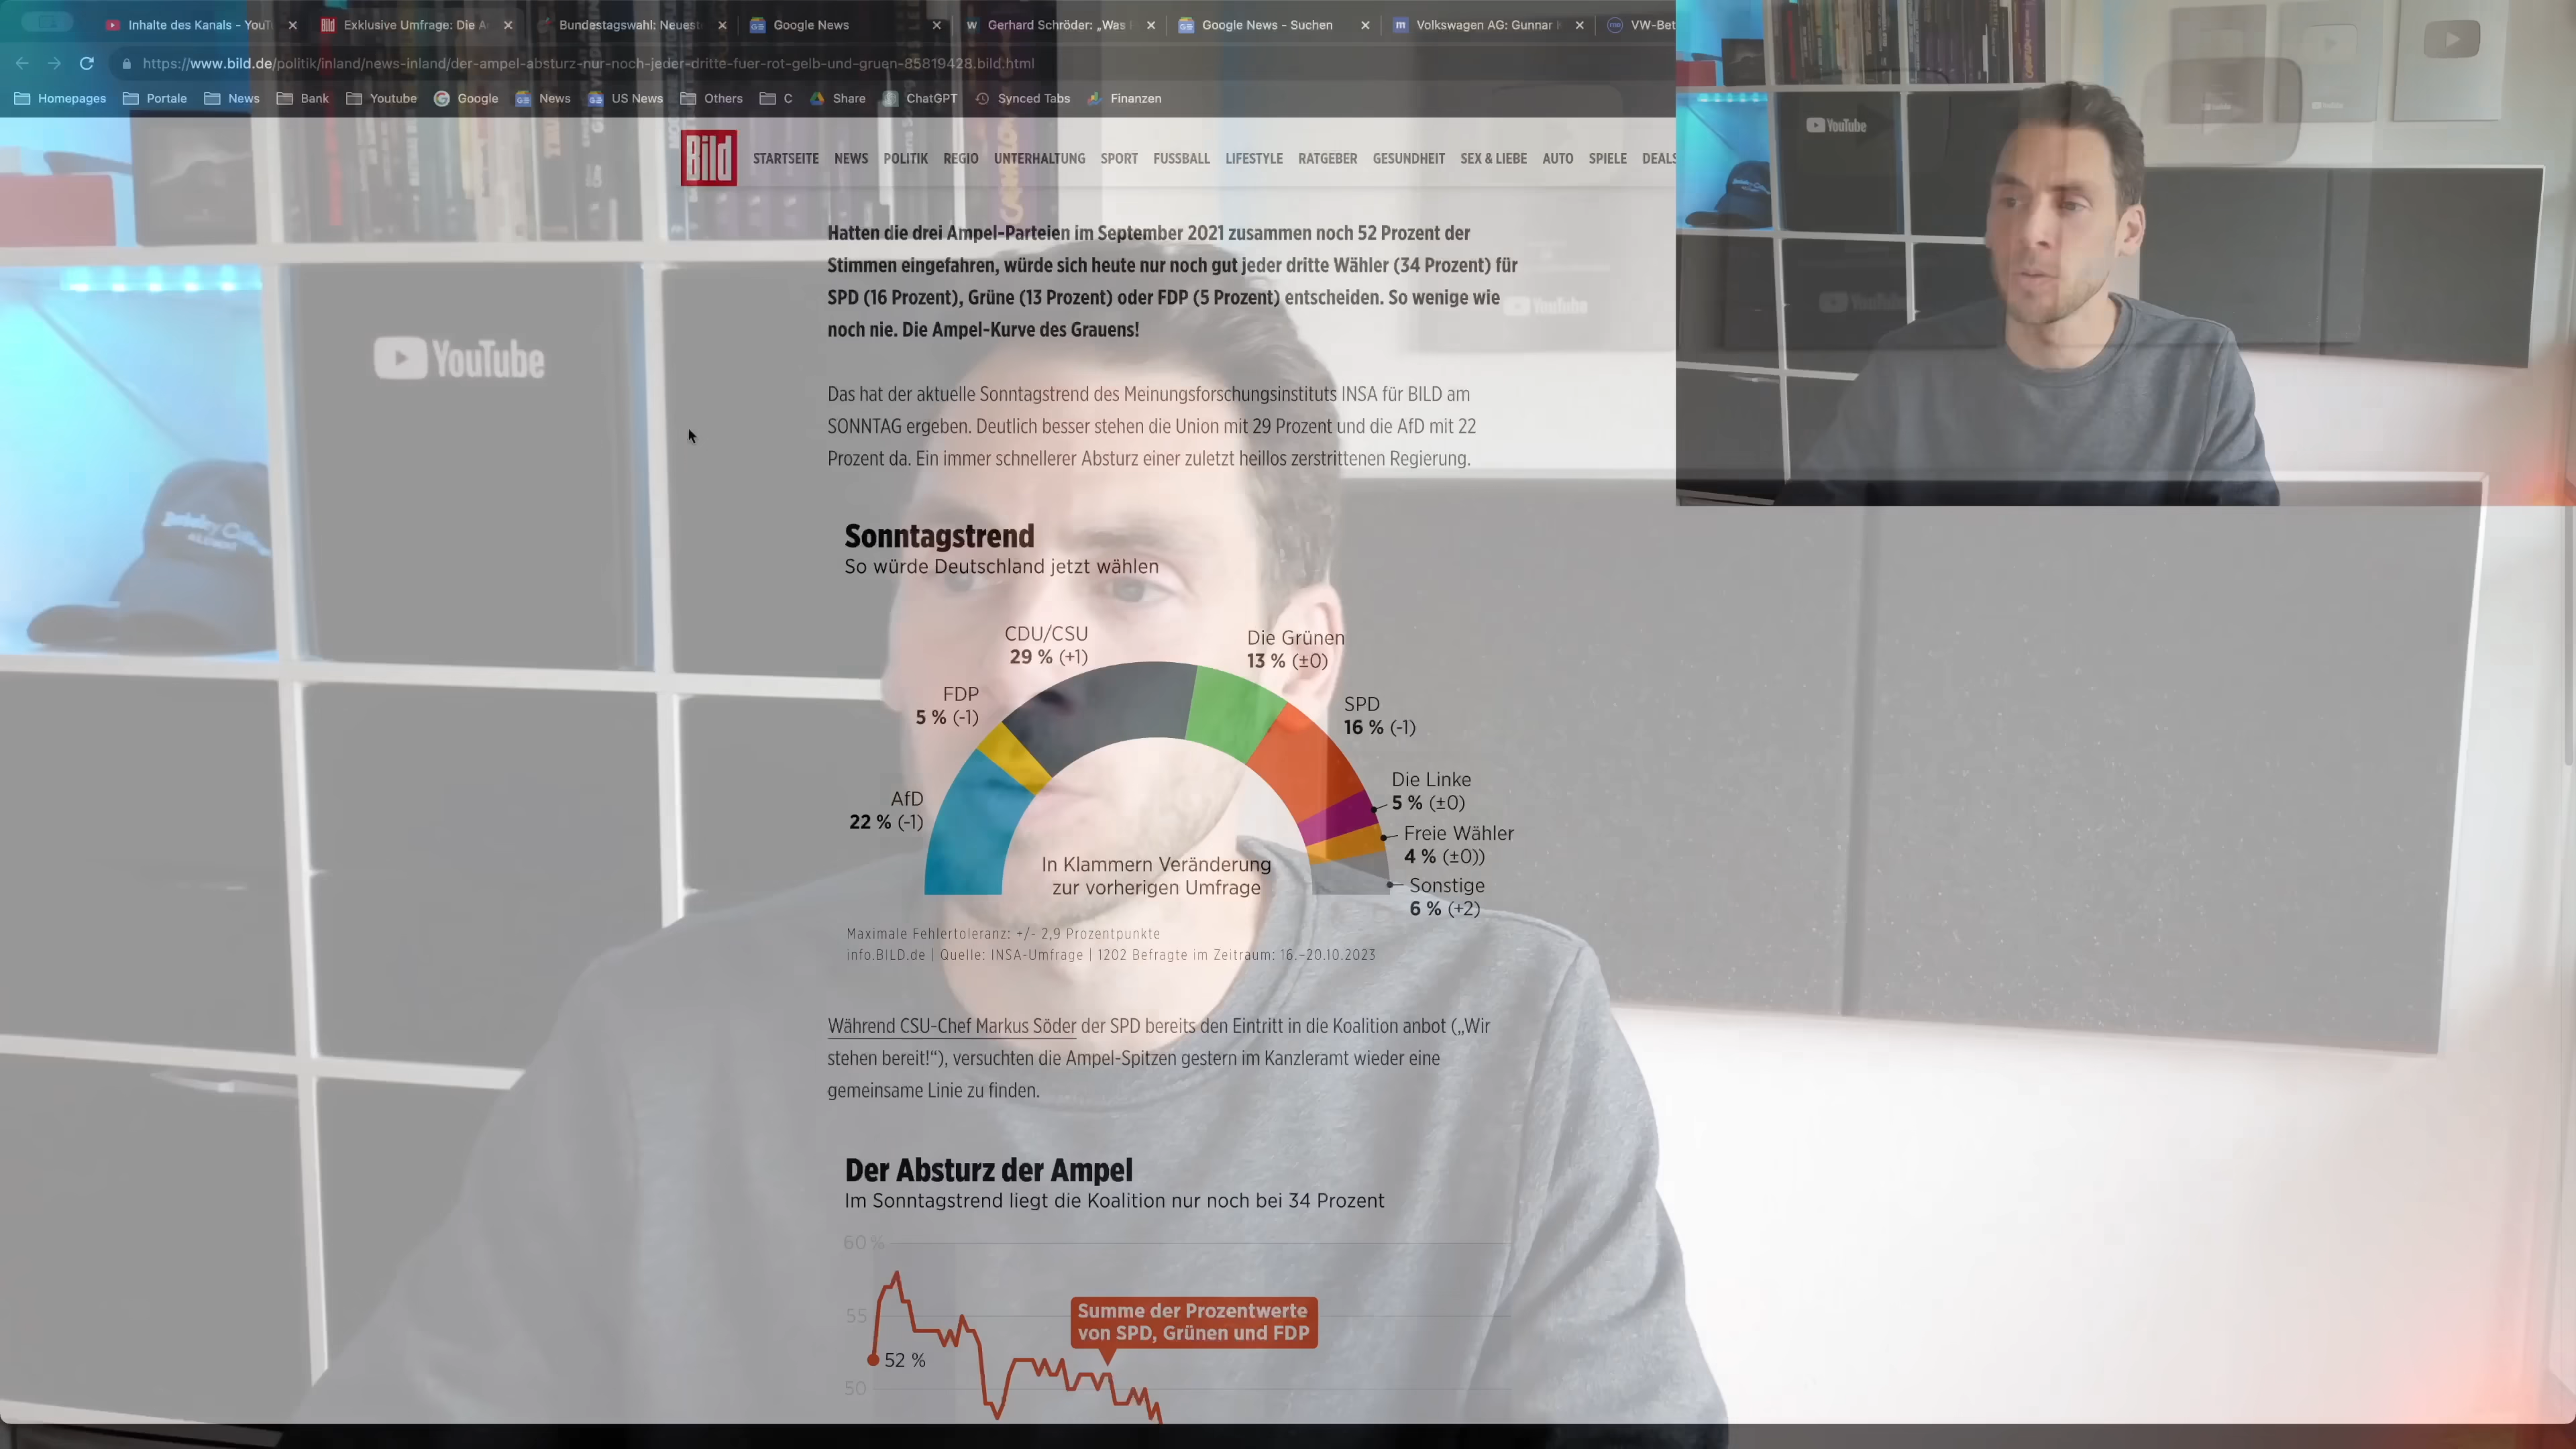 Inhalte des Kanals - YouT
Exklusive Umfrage: Die A
Bundestagswahl: Neuest
Google News
Gerhard Schröder: „Was
Google News - Suchen
Volkswagen AG: Gunnar
VW-Bet
https://www.bild.de/politik/inland/news-inland/der-ampel-absturz-nur-noch-jeder-dritte-fuer-rot-gelb-und-gruen-85819428.bild.html
Homepages
Portale
News
Bank
Youtube
Google
News
US News
Others
C
Share
ChatGPT
Synced Tabs
Finanzen
Bild
STARTSEITE NEWS POLITIK REGIO UNTERHALTUNG SPORT FUSSBALL LIFESTYLE RATGEBER GESUNDHEIT SEX & LIEBE AUTO SPIELE DEALS
YouTube
YouTube
YouTube
YouTube
Hatten die drei Ampel-Parteien im September 2021 zusammen noch 52 Prozent der
Stimmen eingefahren, würde sich heute nur noch gut jeder dritte Wähler (34 Prozent) für
SPD (16 Prozent), Grüne (13 Prozent) oder FDP (5 Prozent) entscheiden. So wenige wie
noch nie. Die Ampel-Kurve des Grauens!
Das hat der aktuelle Sonntagstrend des Meinungsforschungsinstituts INSA für BILD am
SONNTAG ergeben. Deutlich besser stehen die Union mit 29 Prozent und die AfD mit 22
Prozent da. Ein immer schnellerer Absturz einer zuletzt heillos zerstrittenen Regierung.
Sonntagstrend
So würde Deutschland jetzt wählen
CDU/CSU
29 % (+1)
Die Grünen
13 % (±0)
FDP
5 % (-1)
SPD
16 % (-1)
AfD
22 % (-1)
Die Linke
5 % (±0)
Freie Wähler
4 % (±0))
Sonstige
6 % (+2)
In Klammern Veränderung
zur vorherigen Umfrage
Maximale Fehlertoleranz: +/- 2,9 Prozentpunkte
info.BILD.de | Quelle: INSA-Umfrage | 1202 Befragte im Zeitraum: 16.–20.10.2023
Während CSU-Chef Markus Söder der SPD bereits den Eintritt in die Koalition anbot („Wir
stehen bereit!“), versuchten die Ampel-Spitzen gestern im Kanzleramt wieder eine
gemeinsame Linie zu finden.
Der Absturz der Ampel
Im Sonntagstrend liegt die Koalition nur noch bei 34 Prozent
60 %
55
52 %
50
Summe der Prozentwerte
von SPD, Grünen und FDP